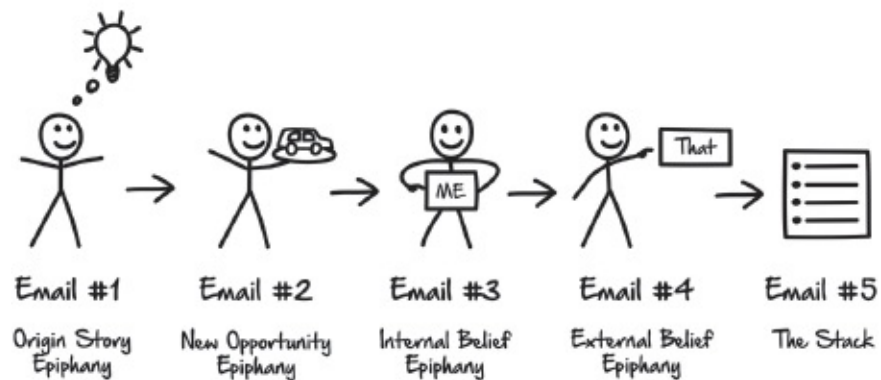 ME
That
Email #1
Email #2
Email #3
Email #4
Email #5
Origin Story
Epiphany
New Opportunity
Epiphany
Internal Belief
Epiphany
External Belief
Epiphany
The Stack